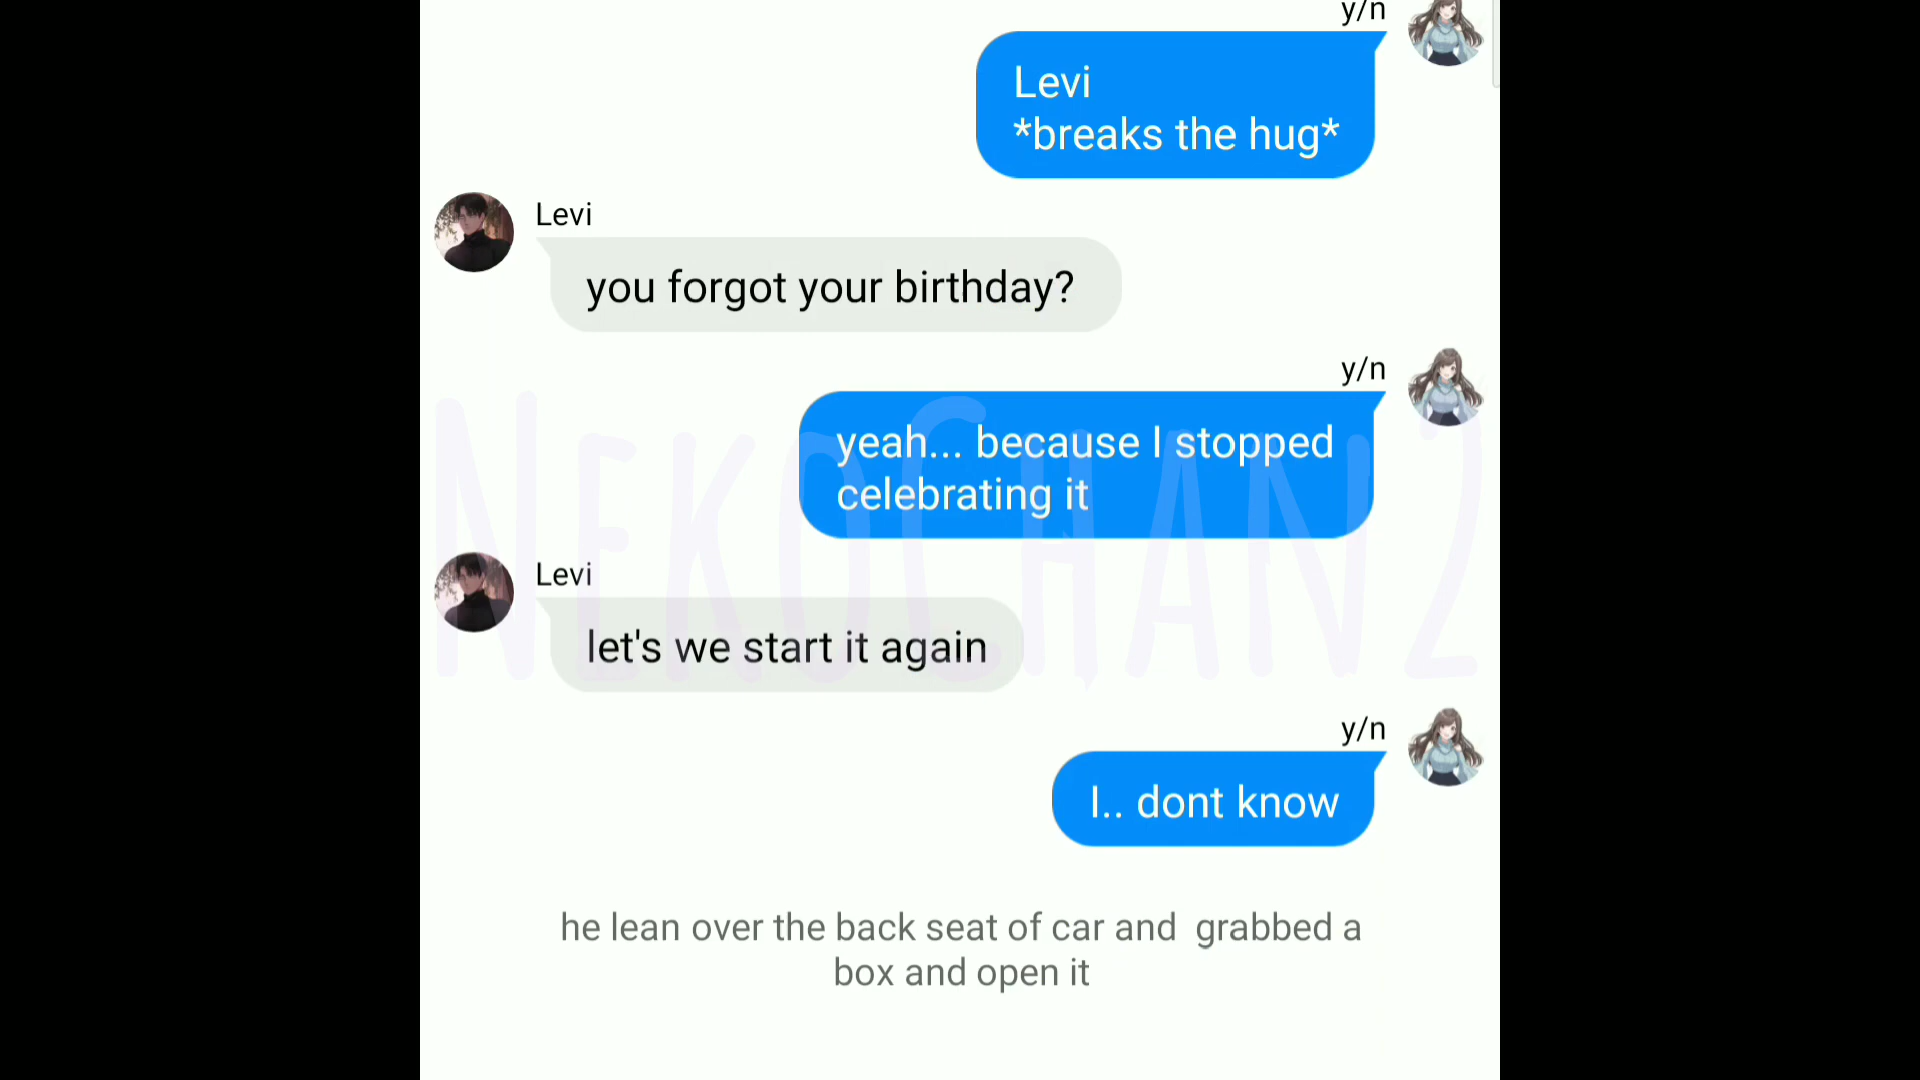 y/n
Levi
*breaks the hug*
Levi
you forgot your birthday?
y/n
yeah... because I stopped
celebrating it
Levi
let's we start it again
y/n
I.. dont know
he lean over the back seat of car and  grabbed a
box and open it
NekoChan2